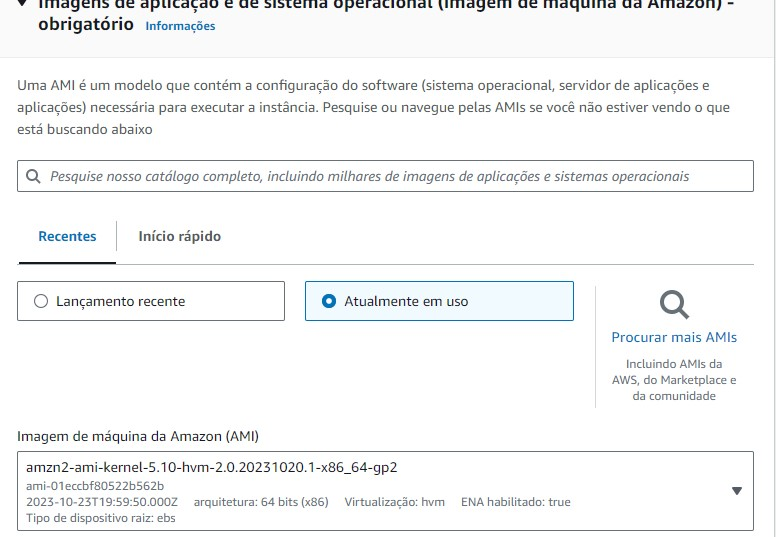 Imagens de aplicação e de sistema operacional (Imagem de máquina da Amazon) -
obrigatório Informações
Uma AMI é um modelo que contém a configuração do software (sistema operacional, servidor de aplicações e
aplicações) necessária para executar a instância. Pesquise ou navegue pelas AMIs se você não estiver vendo o que
está buscando abaixo
Pesquise nosso catálogo completo, incluindo milhares de imagens de aplicações e sistemas operacionais
Recentes Início rápido
Lançamento recente
Atualmente em uso
Procurar mais AMIs
Incluindo AMIs da
AWS, do Marketplace e
da comunidade
Imagem de máquina da Amazon (AMI)
amzn2-ami-kernel-5.10-hvm-2.0.20231020.1-x86_64-gp2
ami-01eccbf80522b562b
2023-10-23T19:59:50.000Z arquitetura: 64 bits (x86) Virtualização: hvm ENA habilitado: true
Tipo de dispositivo raiz: ebs